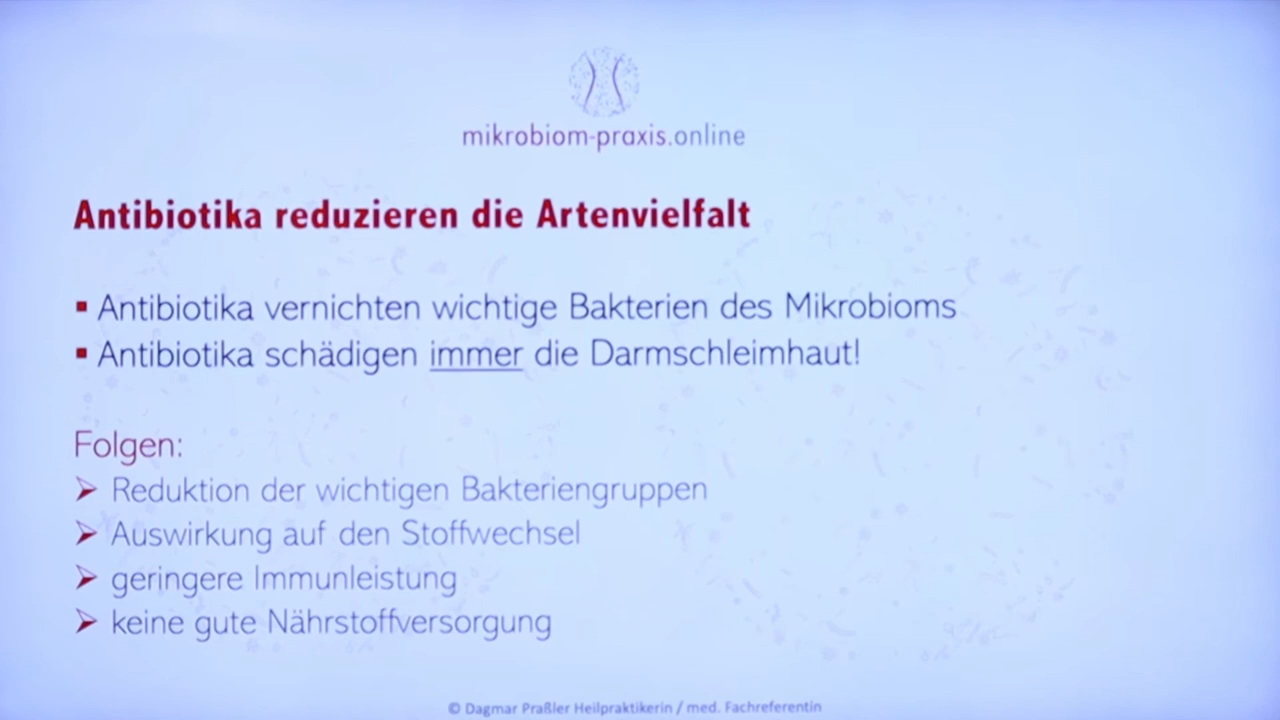 mikrobiom-praxis.online
Antibiotika reduzieren die Artenvielfalt
▪ Antibiotika vernichten wichtige Bakterien des Mikrobioms
▪ Antibiotika schädigen immer die Darmschleimhaut!
Folgen:
➢ Reduktion der wichtigen Bakteriengruppen
➢ Auswirkung auf den Stoffwechsel
➢ geringere Immunleistung
➢ keine gute Nährstoffversorgung
© Dagmar Praßler Heilpraktikerin / med. Fachreferentin